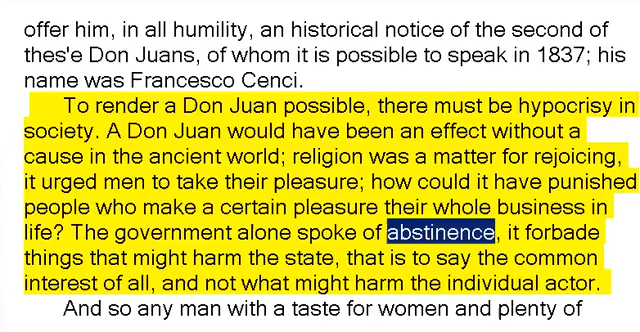 offer him, in all humility, an historical notice of the second of
thes'e Don Juans, of whom it is possible to speak in 1837; his
name was Francesco Cenci.
To render a Don Juan possible, there must be hypocrisy in
society. A Don Juan would have been an effect without a
cause in the ancient world; religion was a matter for rejoicing,
it urged men to take their pleasure; how could it have punished
people who make a certain pleasure their whole business in
life? The government alone spoke of abstinence, it forbade
things that might harm the state, that is to say the common
interest of all, and not what might harm the individual actor.
And so any man with a taste for women and plenty of